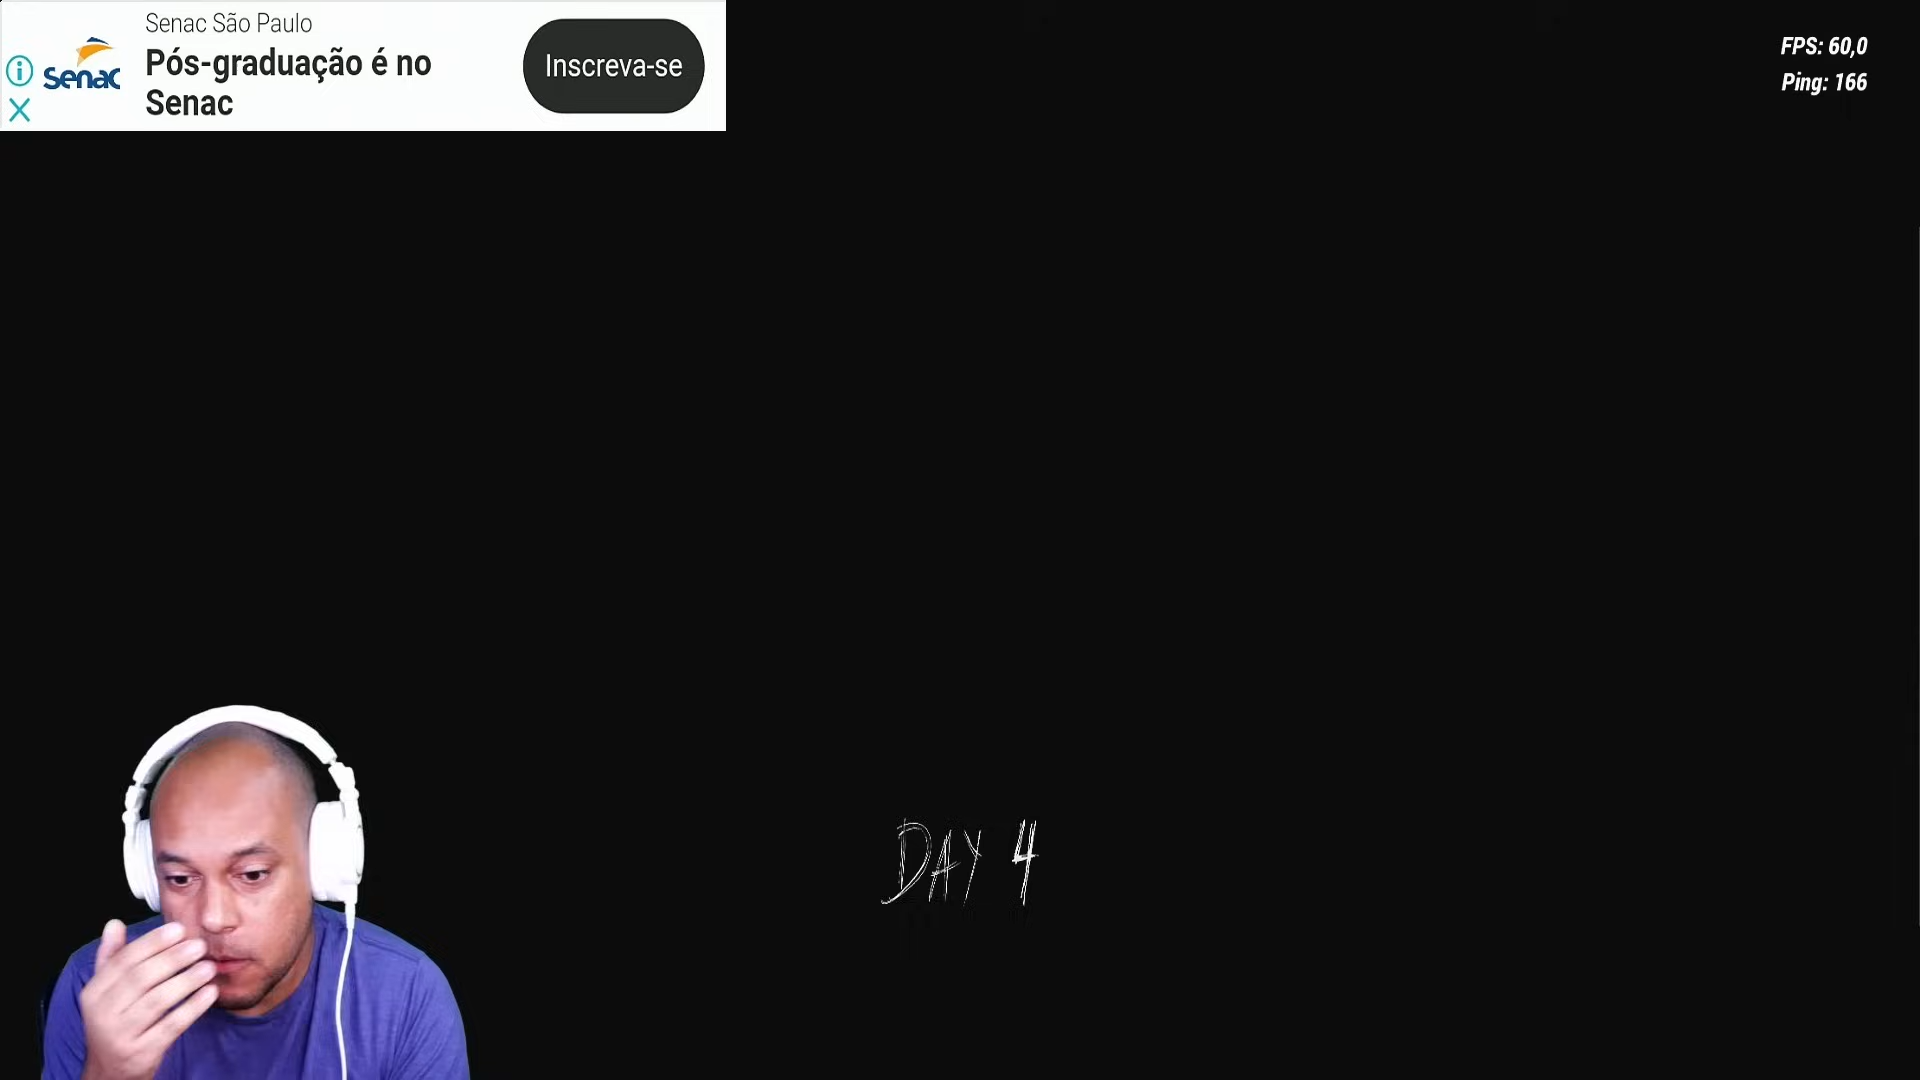 Senac São Paulo
Pós-graduação é no
Senac
senac
Inscreva-se
FPS: 60,0
Ping: 166
DAY 4